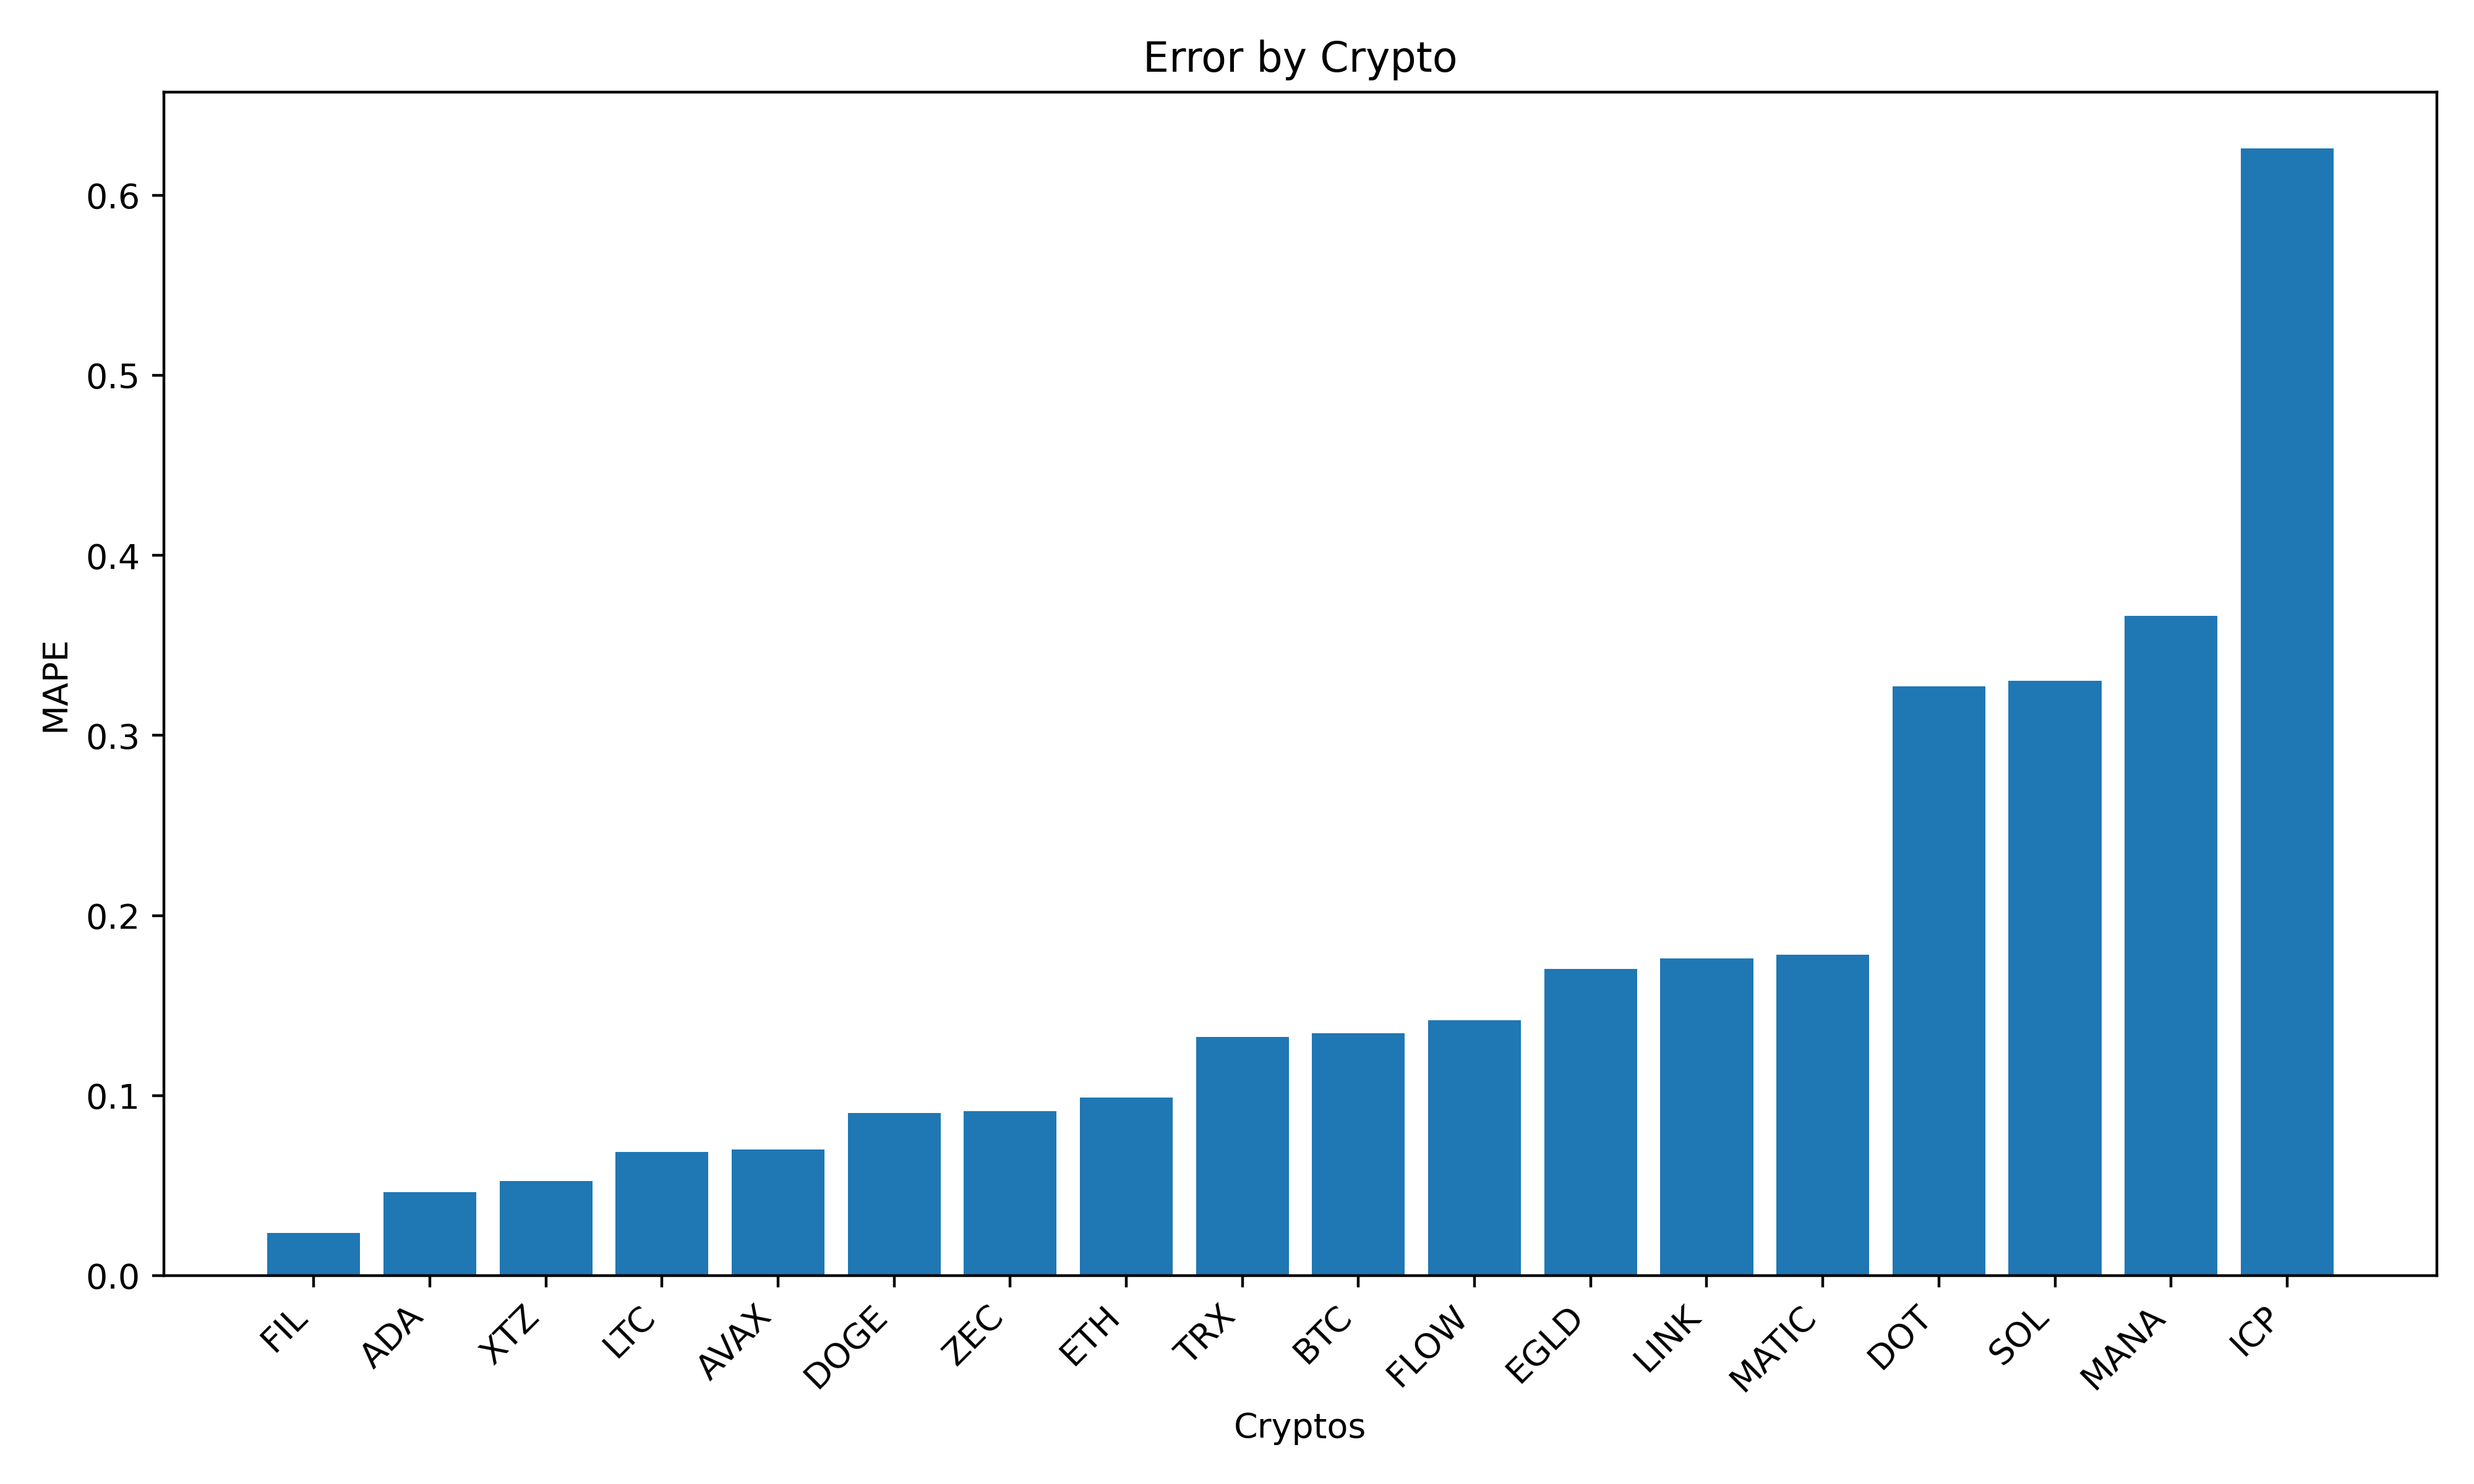 Error by Crypto
MAPE
0.6
0.5
0.4
0.3
0.2
0.1
0.0
FIL
ADA
XTZ
LTC
AVAX
DOGE
ZEC
ETH
TRX
BTC
FLOW
EGLD
LINK
MATIC
DOT
SOL
MANA
ICP
Cryptos